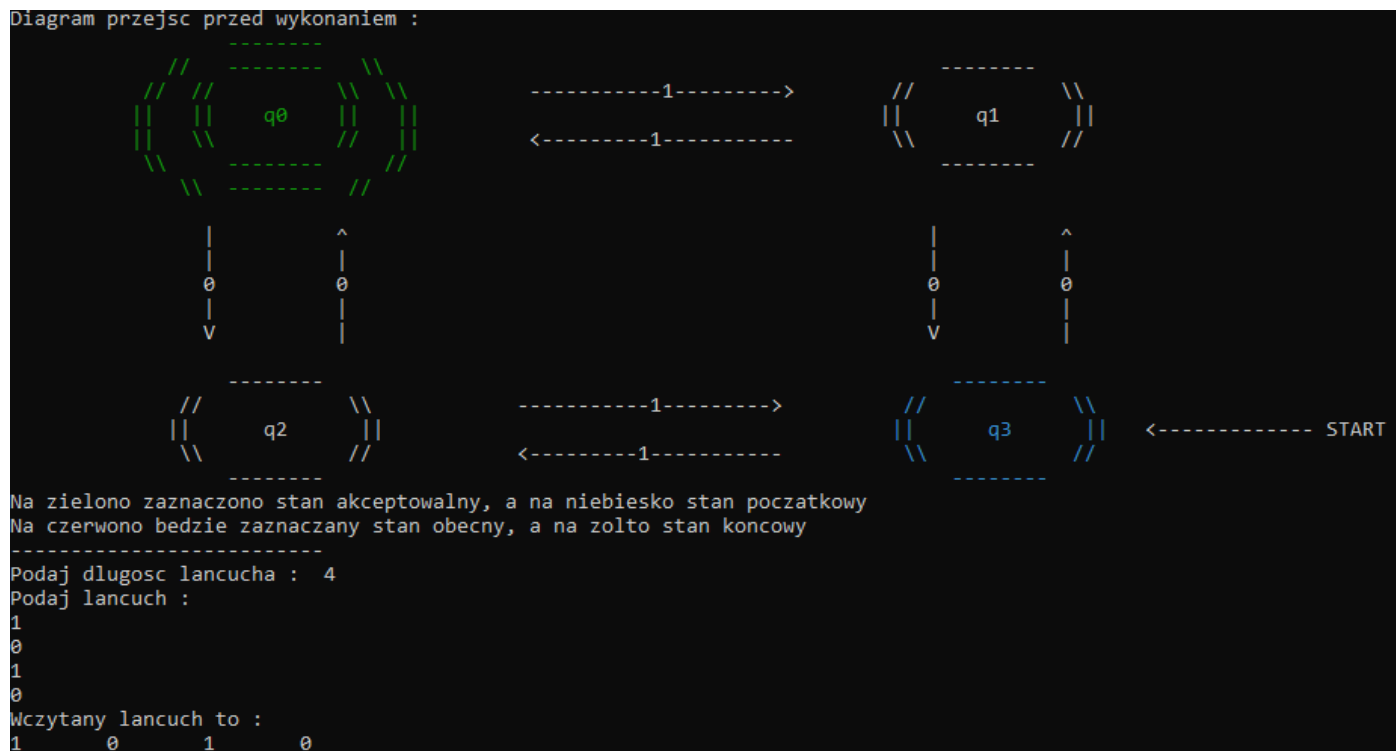 Diagram przejsc przed wykonaniem :
                  --------
             //   --------   \\                                                   --------
           //  //          \\  \\          -----------1--------->        //            \\
          ||   ||    q0    ||   ||                                      ||      q1      ||
          ||   \\          //   ||         <---------1-----------        \\            //
           \\     --------     //                                            --------
              \\  --------  //
                |          ^                                                |          ^
                |          |                                                |          |
                0          0                                                0          0
                |          |                                                |          |
                V          |                                                V          |
                  --------                                                    --------
              //            \\            -----------1--------->          //            \\
             ||      q2      ||                                          ||      q3      ||   <------------- START
              \\            //            <---------1-----------          \\            //
                  --------                                                    --------
Na zielono zaznaczono stan akceptowalny, a na niebiesko stan poczatkowy
Na czerwono bedzie zaznaczany stan obecny, a na zolto stan koncowy
--------------------------
Podaj dlugosc lancucha :  4
Podaj lancuch :
1
0
1
0
Wczytany lancuch to :
1       0       1       0